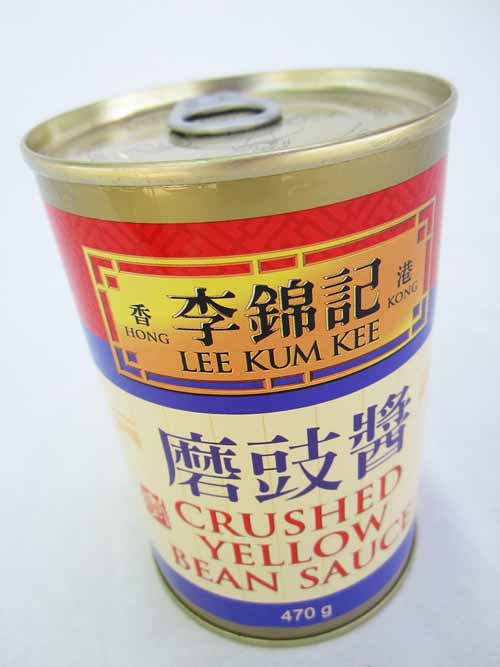 香 李錦記 港
HONG LEE KUM KEE KONG
磨豉醬
CRUSHED
YELLOW
BEAN SAUCE
470 g